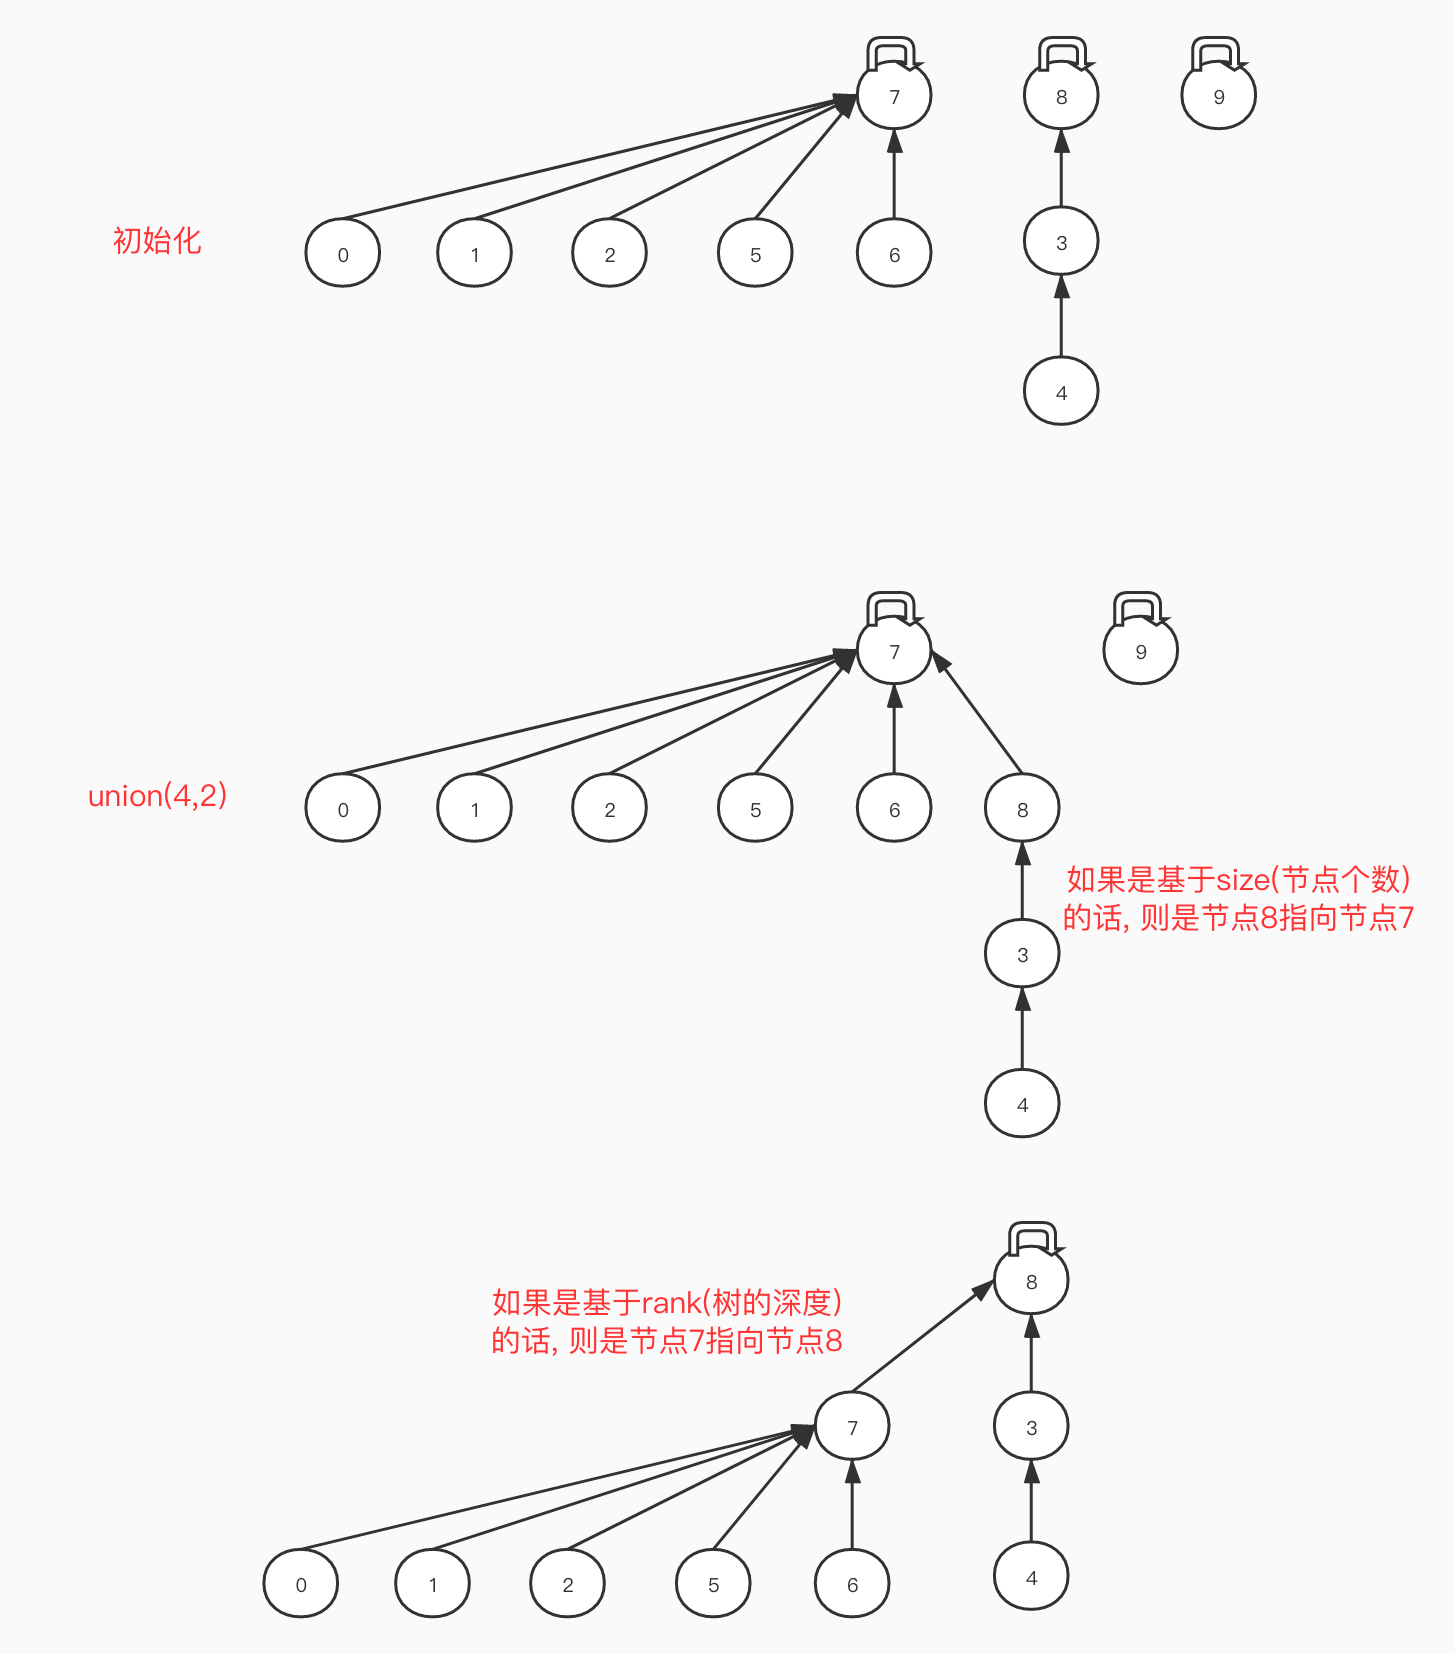 7 8 9
初始化
0 1 2 5 6 3
4
7 9
union(4,2)
0 1 2 5 6 8
如果是基于size(节点个数)
的话, 则是节点8指向节点7
3
4
8
如果是基于rank(树的深度)
的话, 则是节点7指向节点8
7 3
0 1 2 5 6 4